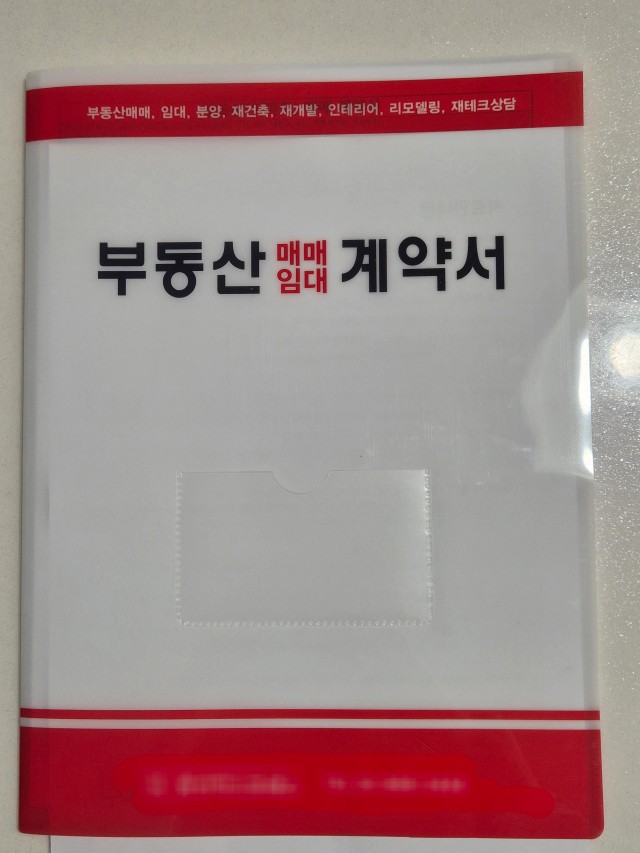 부동산매매, 임대, 분양, 재건축, 재개발, 인테리어, 리모델링, 재테크상담
부동산 매매 임대 계약서